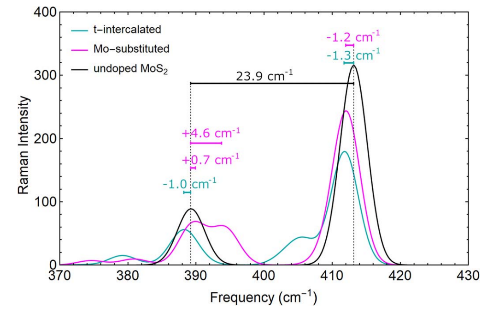 400
300
200
100
0
Raman Intensity
t-intercalated
Mo-substituted
undoped MoS₂
-1.2 cm⁻¹
-1.3 cm⁻¹
23.9 cm⁻¹
+4.6 cm⁻¹
+0.7 cm⁻¹
-1.0 cm⁻¹
370 380 390 400 410 420 430
Frequency (cm⁻¹)